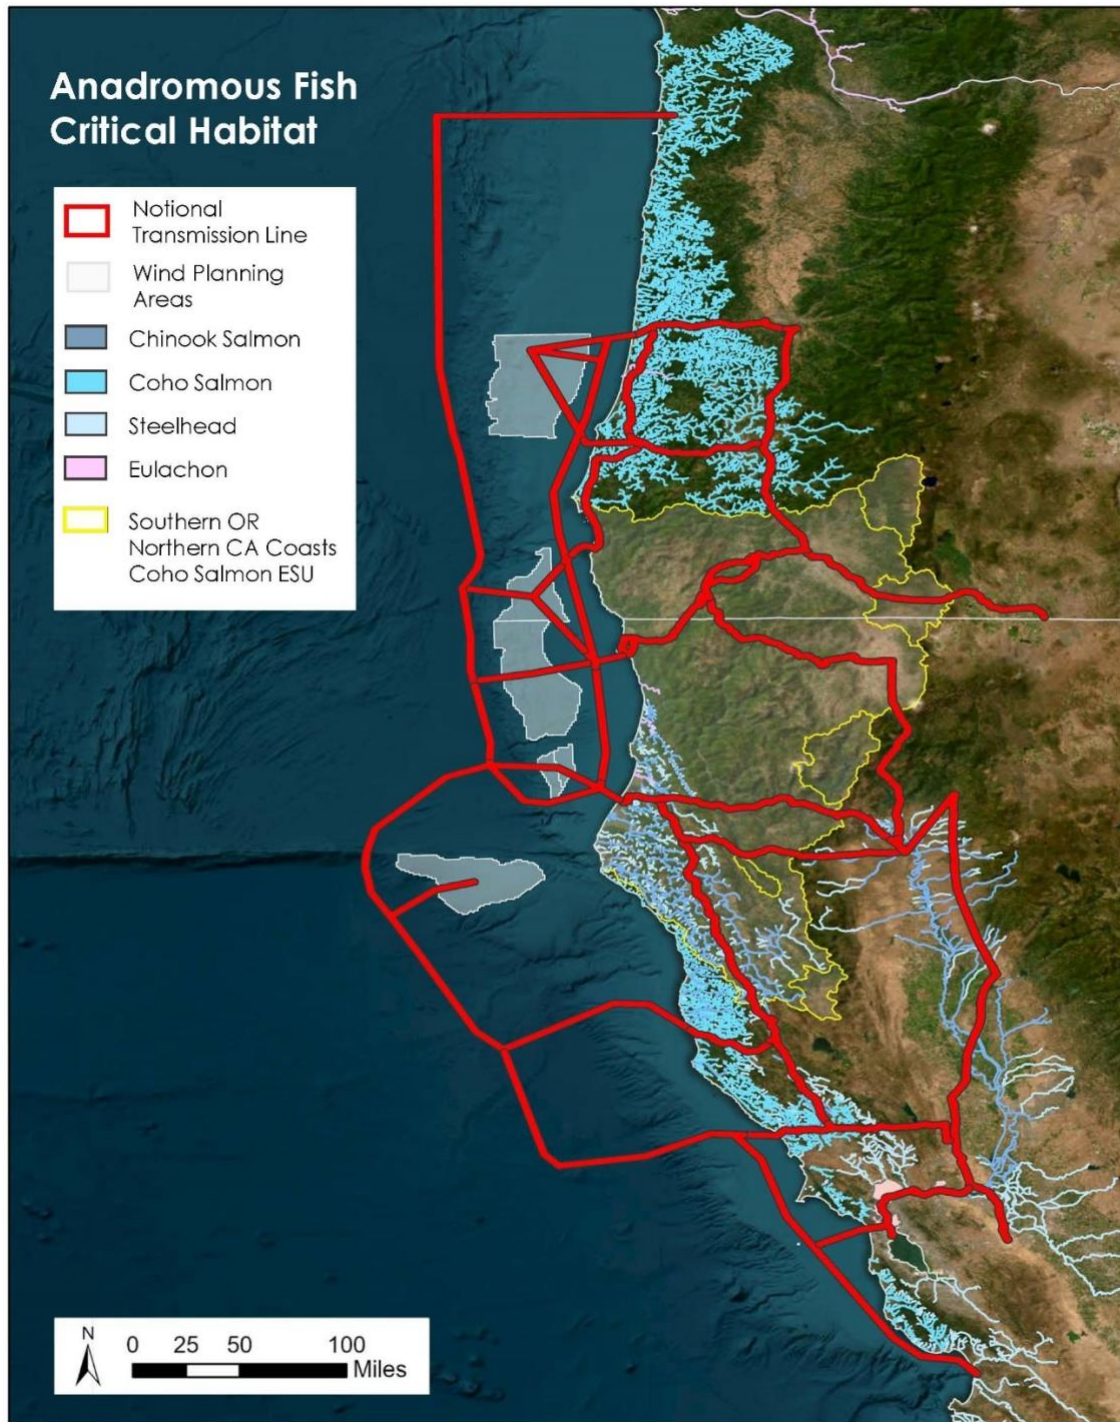 Anadromous Fish
Critical Habitat
Notional
Transmission Line
Wind Planning
Areas
Chinook Salmon
Coho Salmon
Steelhead
Eulachon
Southern OR
Northern CA Coasts
Coho Salmon ESU
N
0 25 50 100
Miles